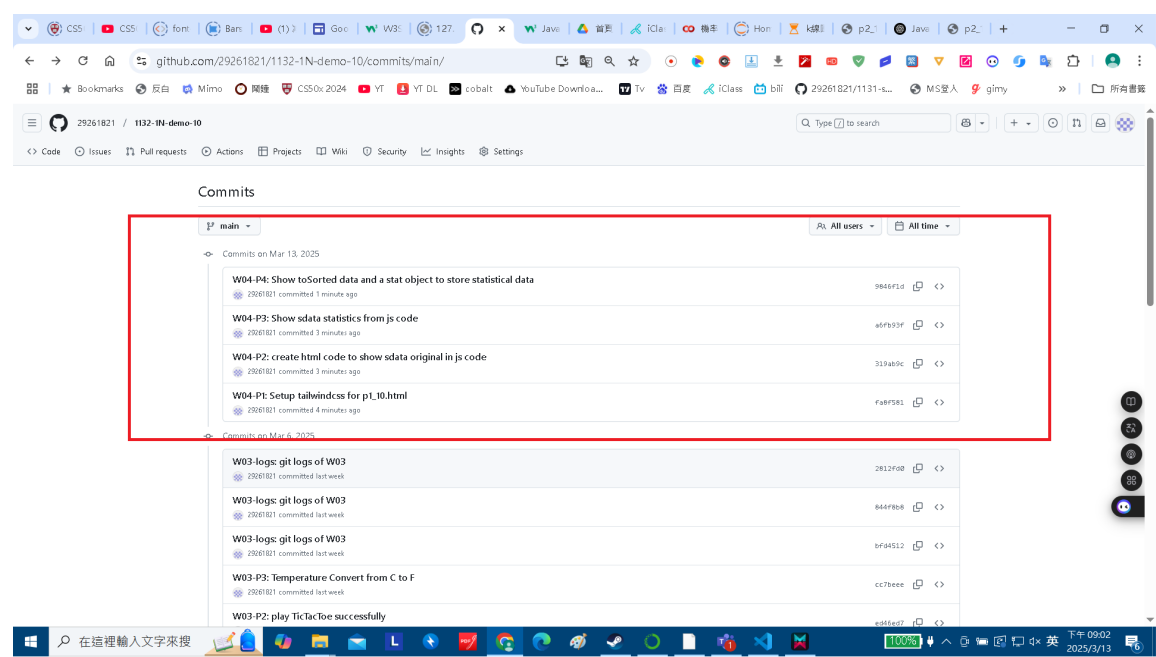 CS5
CS5
font
Bars
(1)
Goo
W3S
127.
Java
首頁
iCla
機率
Hon
k線
p2_
Java
p2_
github.com/29261821/1132-1N-demo-10/commits/main/
Bookmarks
反白
Mimo
鬧鐘
CS50x 2024
YT
YT DL
cobalt
YouTube Downloa...
Tv
百度
iClass
bili
29261821/1131-s...
MS登入
gimy
»
所有書籤
29261821 / 1132-1N-demo-10
Type / to search
Code
Issues
Pull requests
Actions
Projects
Wiki
Security
Insights
Settings
Commits
main
All users
All time
Commits on Mar 13, 2025
W04-P4: Show toSorted data and a stat object to store statistical data
29261821 committed 1 minute ago
9846f1d
W04-P3: Show sdata statistics from js code
29261821 committed 3 minutes ago
a6fb93f
W04-P2: create html code to show sdata original in js code
29261821 committed 3 minutes ago
319ab9c
W04-P1: Setup tailwindcss for p1_10.html
29261821 committed 4 minutes ago
fa8f581
Commits on Mar 6, 2025
W03-logs: git logs of W03
29261821 committed last week
2812fd0
W03-logs: git logs of W03
29261821 committed last week
844f8b8
W03-logs: git logs of W03
29261821 committed last week
bfd4512
W03-P3: Temperature Convert from C to F
29261821 committed last week
cc7beee
W03-P2: play TicTacToe successfully
ed46ed7
在這裡輸入文字來搜
100%
英
下午 09:02
2025/3/13
6